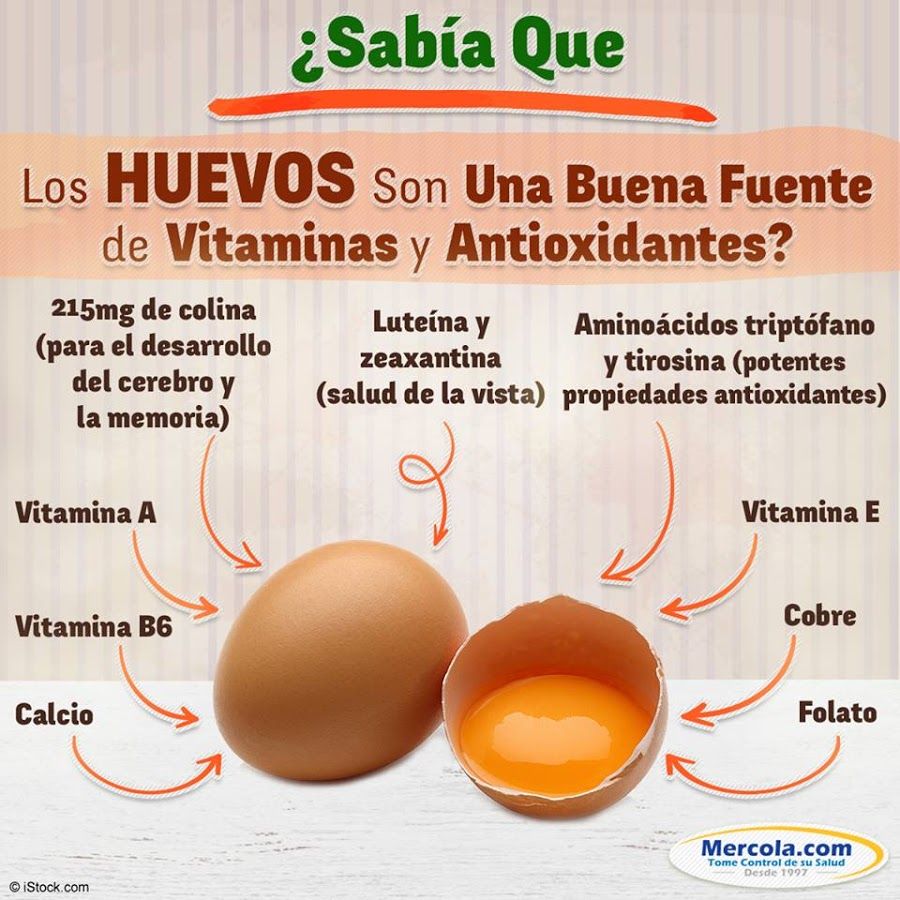 ¿Sabía Que
Los HUEVOS Son Una Buena Fuente
de Vitaminas y Antioxidantes?
215mg de colina
(para el desarrollo
del cerebro y
la memoria)
Luteína y
zeaxantina
(salud de la vista)
Aminoácidos triptófano
y tirosina (potentes
propiedades antioxidantes)
Vitamina A
Vitamina E
Vitamina B6
Cobre
Calcio
Folato
Mercola.com
Tome Control de su Salud
Desde 1997
© iStock.com